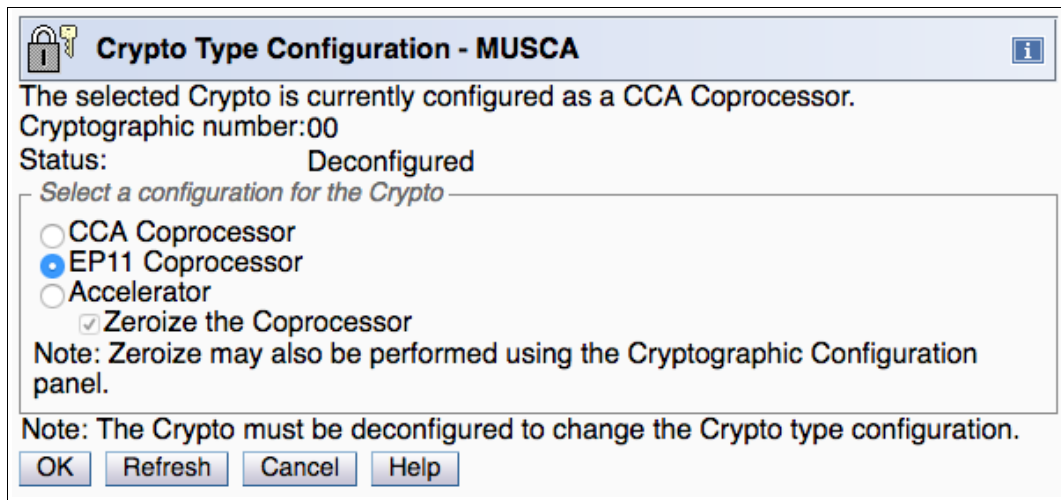 Crypto Type Configuration - MUSCA
The selected Crypto is currently configured as a CCA Coprocessor.
Cryptographic number:00
Status: Deconfigured
Select a configuration for the Crypto
CCA Coprocessor
EP11 Coprocessor
Accelerator
Zeroize the Coprocessor
Note: Zeroize may also be performed using the Cryptographic Configuration
panel.
Note: The Crypto must be deconfigured to change the Crypto type configuration.
OK Refresh Cancel Help